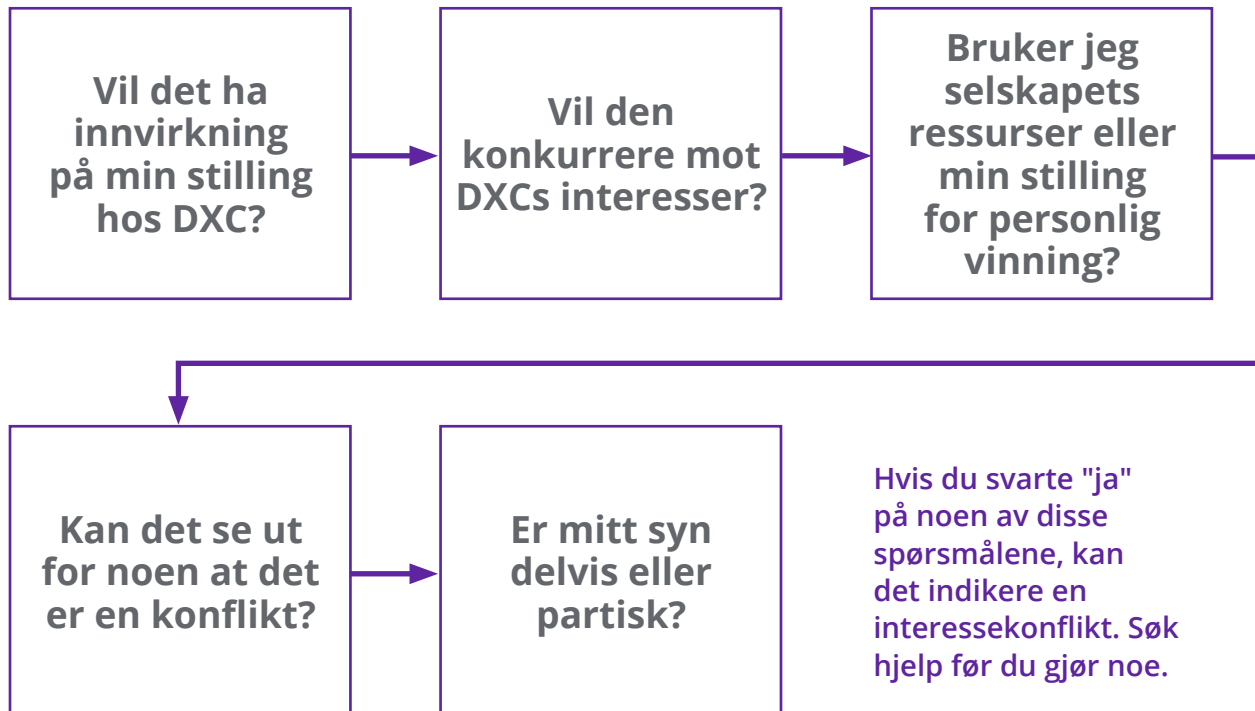 Vil det ha
innvirkning
på min stilling
hos DXC?
Vil den
konkurrere mot
DXCs interesser?
Bruker jeg
selskapets
ressurser eller
min stilling
for personlig
vinning?
Kan det se ut
for noen at det
er en konflikt?
Er mitt syn
delvis eller
partisk?
Hvis du svarte "ja"
på noen av disse
spørsmålene, kan
det indikere en
interessekonflikt. Søk
hjelp før du gjør noe.